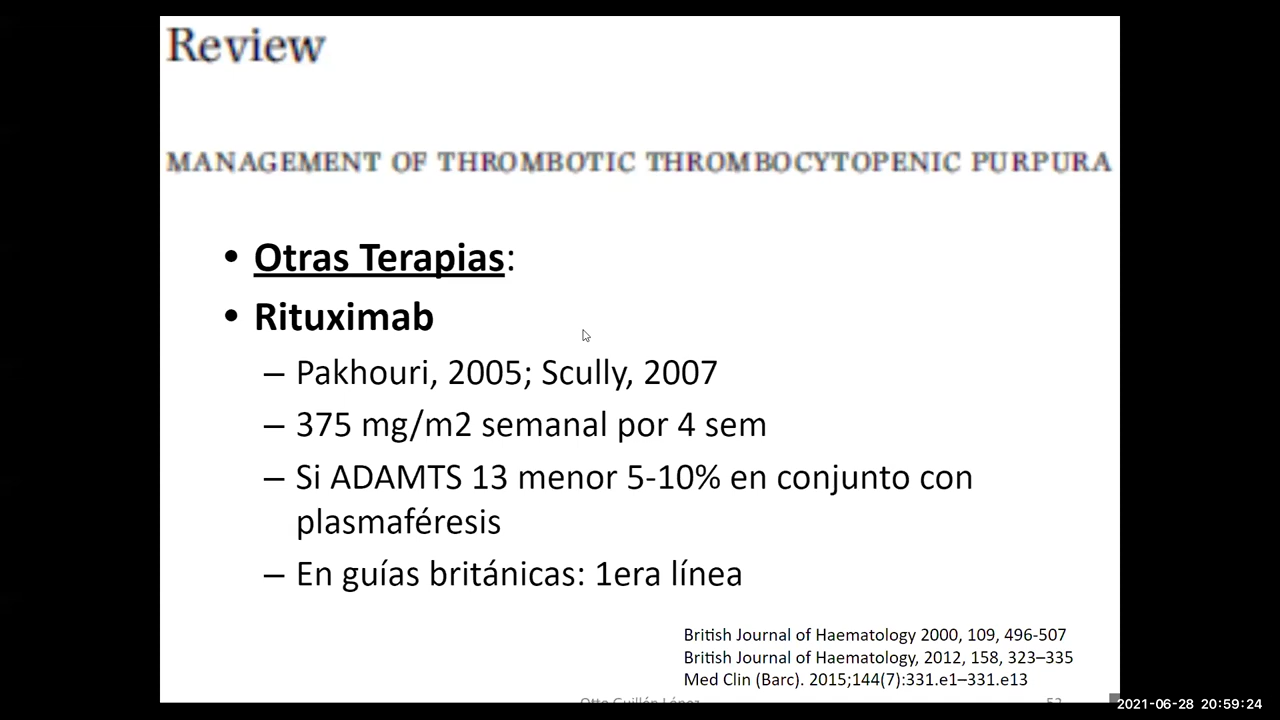 Review
MANAGEMENT OF THROMBOTIC THROMBOCYTOPENIC PURPURA
• Otras Terapias:
• Rituximab
– Pakhouri, 2005; Scully, 2007
– 375 mg/m2 semanal por 4 sem
– Si ADAMTS 13 menor 5-10% en conjunto con
plasmaféresis
– En guías británicas: 1era línea
British Journal of Haematology 2000, 109, 496-507
British Journal of Haematology, 2012, 158, 323–335
Med Clin (Barc). 2015;144(7):331.e1–331.e13
2021-06-28 20:59:24